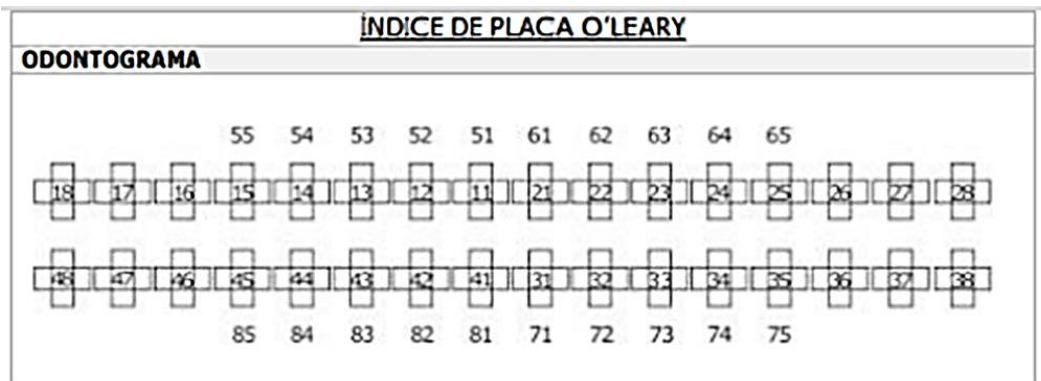 ÍNDICE DE PLACA O'LEARY
ODONTOGRAMA
55 54 53 52 51 61 62 63 64 65
18 17 16 15 14 13 12 11 21 22 23 24 25 26 27 28
48 47 46 45 44 43 42 41 31 32 33 34 35 36 37 38
85 84 83 82 81 71 72 73 74 75